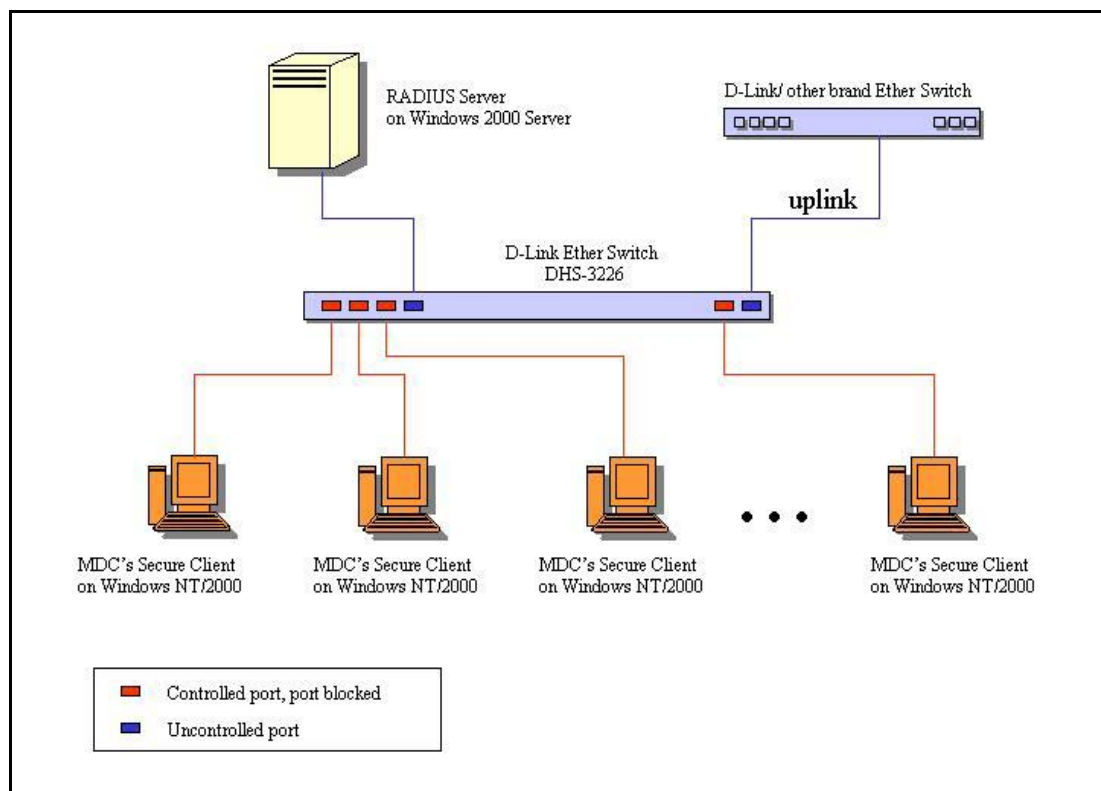 RADIUS Server
on Windows 2000 Server
D-Link/ other brand Ether Switch
uplink
D-Link Ether Switch
DHS-3226
MDC's Secure Client
on Windows NT/2000
MDC's Secure Client
on Windows NT/2000
MDC's Secure Client
on Windows NT/2000
MDC's Secure Client
on Windows NT/2000
Controlled port, port blocked
Uncontrolled port